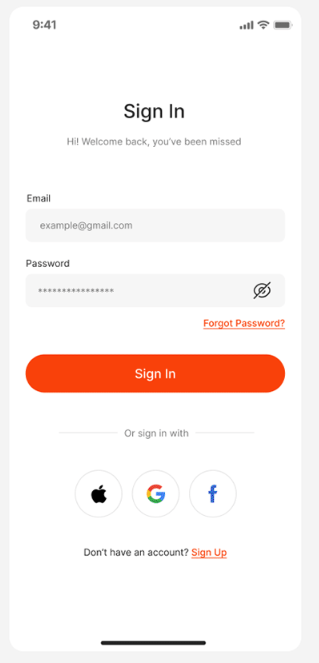 9:41
Sign In
Hi! Welcome back, you've been missed
Email
example@gmail.com
Password
****************
Forgot Password?
Sign In
Or sign in with
Don't have an account? Sign Up